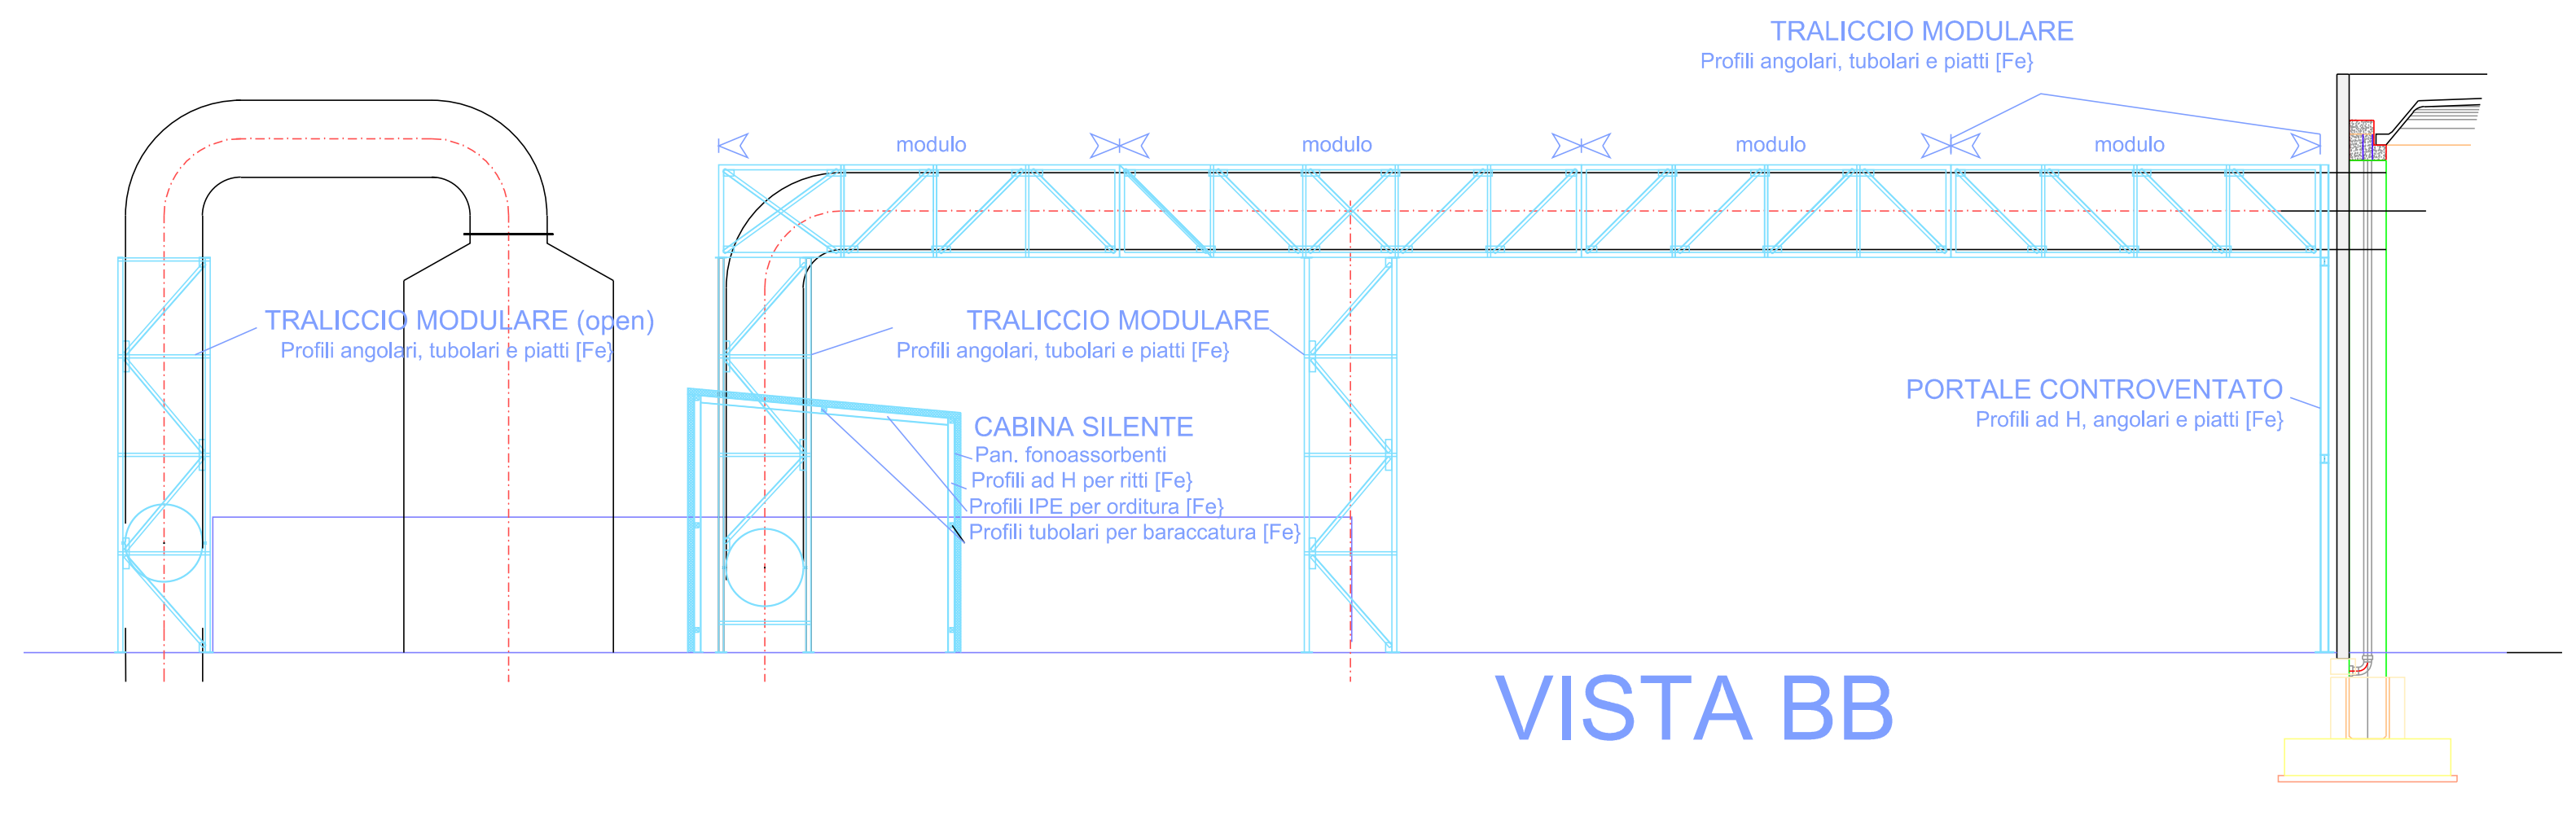 TRALICCIO MODULARE
Profili angolari, tubolari e piatti [Fe}
modulo
modulo
modulo
modulo
TRALICCIO MODULARE (open)
Profili angolari, tubolari e piatti [Fe}
TRALICCIO MODULARE
Profili angolari, tubolari e piatti [Fe}
PORTALE CONTROVENTATO
Profili ad H, angolari e piatti [Fe}
CABINA SILENTE
Pan. fonoassorbenti
Profili ad H per ritti [Fe}
Profili IPE per orditura [Fe}
Profili tubolari per baraccatura [Fe}
VISTA BB